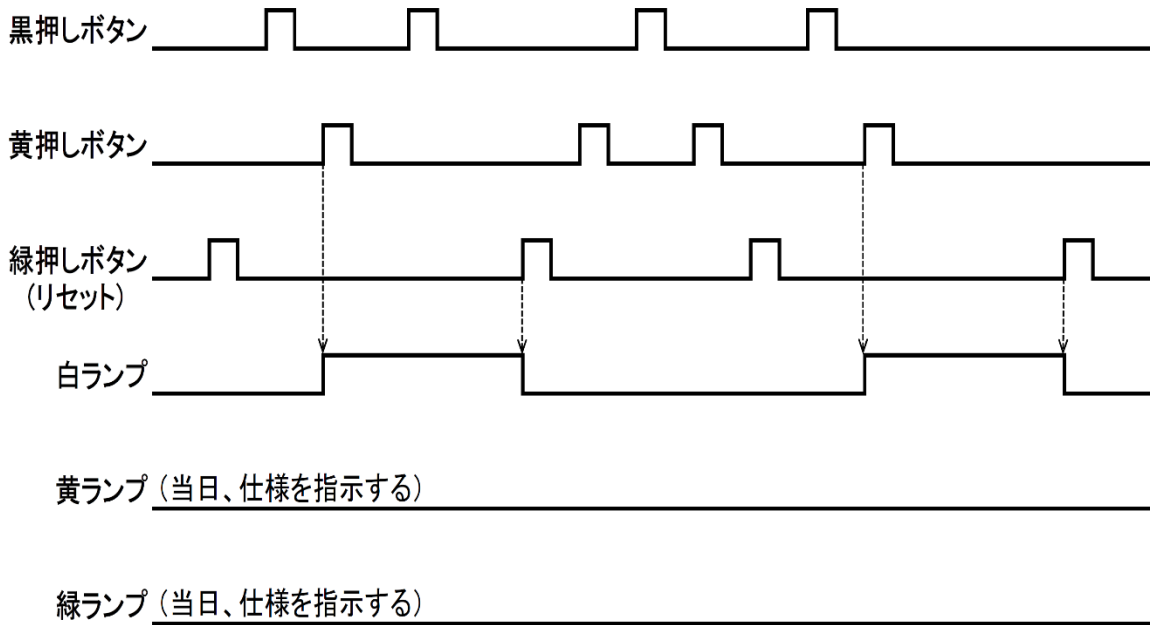 黒押しボタン
黄押しボタン
緑押しボタン
(リセット)
白ランプ
黄ランプ (当日、仕様を指示する)
緑ランプ (当日、仕様を指示する)